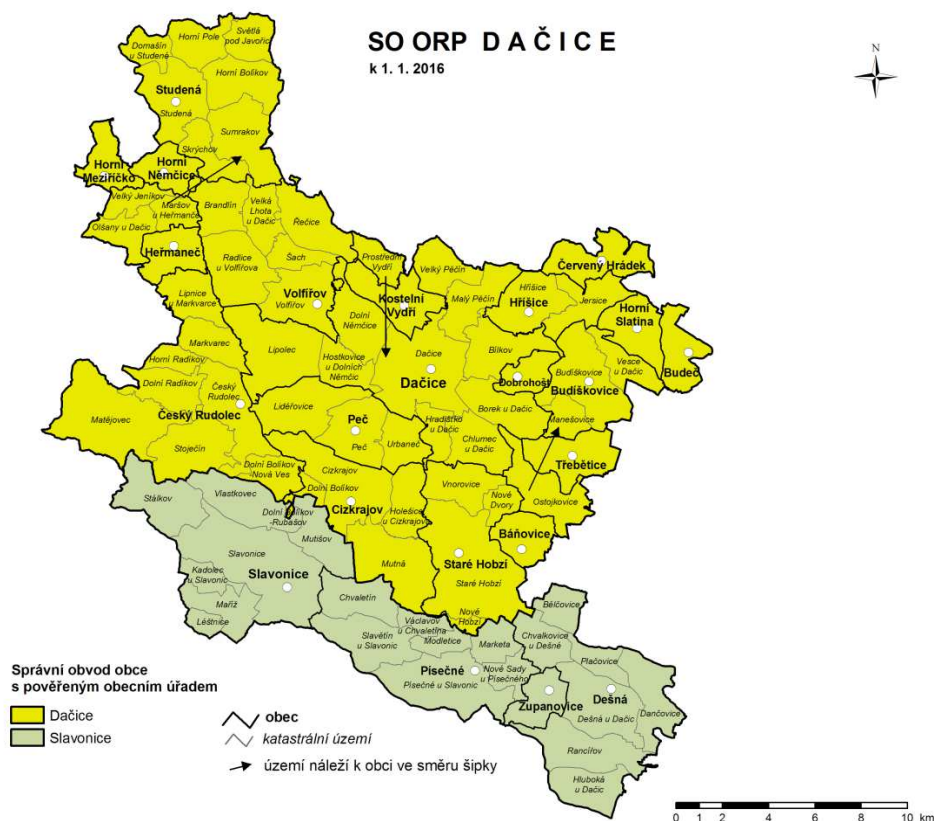 SO ORP DAČICE
k 1. 1. 2016
N
Domašín
u Studené
Horní Pole
Světlá
pod Javořic.
Horní Bolíkov
Studená
Studená
Sumrakov
Skrýchov
Horní
Meziříčko
Horní
Němčice
Velký Jeníkov
Maršov
u Heřmanče
Olšany u Dačic
Heřmaneč
Brandlín
Velká
Lhota
u Dačic
Řečice
Radlice
u Volfířova
Šach
Volfířov
Volfířov
Prostřední
Vydří
Kostelní
Vydří
Velký Pěčín
Malý Pěčín
Červený Hrádek
Hříšice
Hříšice
Jersice
Horní
Slatina
Budeč
Lipnice
u Markvarce
Markvarec
Lipolec
Dolní
Němčice
Hostkovice
u Dolních
Němčic
Dačice
Dačice
Bílkov
Dobrohošť
Budíškovice
Budíškovice
Vesce
u Dačic
Horní Radíkov
Dolní Radíkov
Český
Rudolec
Český Rudolec
Matějovec
Stoječín
Lidéřovice
Peč
Peč
Urbaneč
Hradišťko
u Dačic
Borek u Dačic
Chlumec
u Dačic
Manešovice
Třebětice
Dolní Bolíkov
-Nová Ves
Cizkrajov
Dolní Bolíkov
Cizkrajov
Holešice
u Cizkrajova
Mutná
Vnorovice
Nové
Dvory
Ostojkovice
Báňovice
Staré Hobzí
Staré Hobzí
Nové
Hobzí
Stálkov
Vlastkovec
Dolní Bolíkov
-Rubašov
Mutišov
Slavonice
Slavonice
Kadolec
u Slavonic
Maříž
Léštnice
Chvaletín
Václavov
u Chvaletína
Slavětín
u Slavonic
Modletice
Marketa
Písečné
Písečné u Slavonic
Nové Sady
u Písečného
Bělčovice
Chvalkovice
u Dešné
Plačovice
Županovice
Dešná
Dešná u Dačic
Dančovice
Rancířov
Hluboká
u Dačic
Správní obvod obce
s pověřeným obecním úřadem
Dačice
Slavonice
obec
katastrální území
území náleží k obci ve směru šipky
0 1 2 4 6 8 10 km